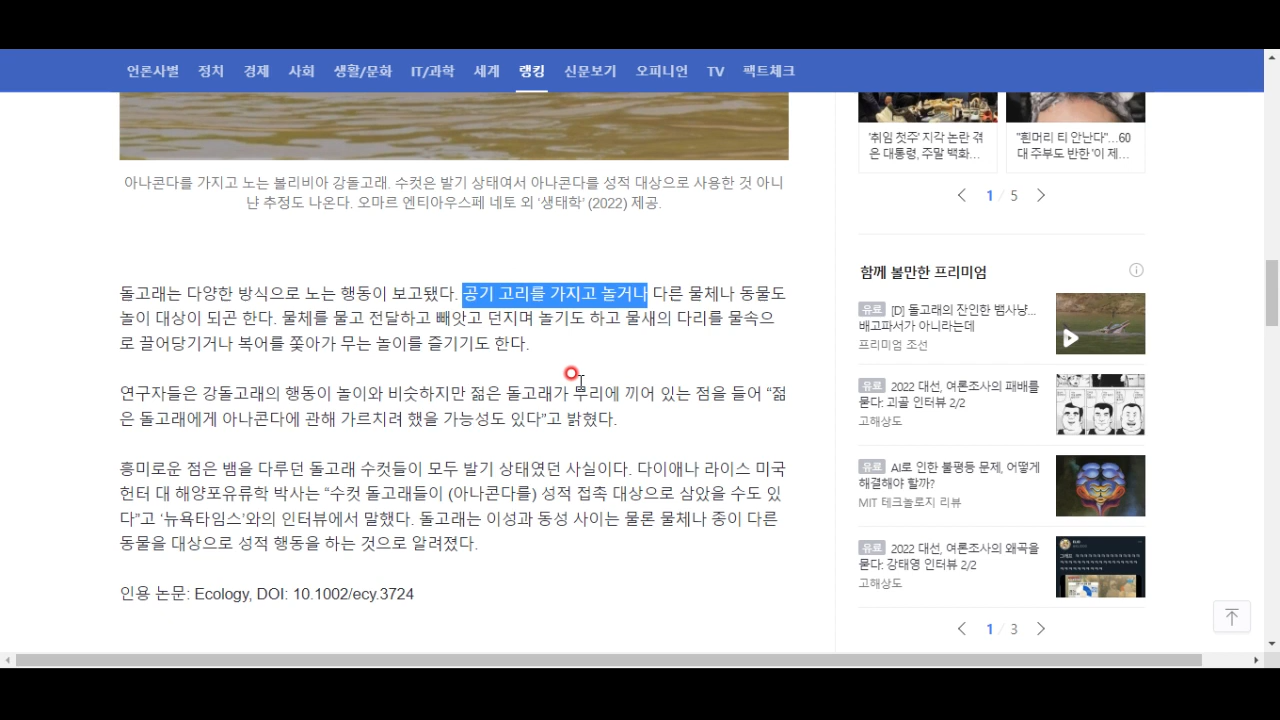 언론사별 정치 경제 사회 생활/문화 IT/과학 세계 랭킹 신문보기 오피니언 TV 팩트체크
아나콘다를 가지고 노는 볼리비아 강돌고래. 수컷은 발기 상태여서 아나콘다를 성적 대상으로 사용한 것 아니
냔 추정도 나온다. 오마르 엔티아우스페 네토 외 ‘생태학’ (2022) 제공.
돌고래는 다양한 방식으로 노는 행동이 보고됐다. 공기 고리를 가지고 놀거나 다른 물체나 동물도
놀이 대상이 되곤 한다. 물체를 물고 전달하고 빼앗고 던지며 놀기도 하고 물새의 다리를 물속으
로 끌어당기거나 복어를 쫓아가 무는 놀이를 즐기기도 한다.
연구자들은 강돌고래의 행동이 놀이와 비슷하지만 젊은 돌고래가 무리에 끼어 있는 점을 들어 “젊
은 돌고래에게 아나콘다에 관해 가르치려 했을 가능성도 있다”고 밝혔다.
흥미로운 점은 뱀을 다루던 돌고래 수컷들이 모두 발기 상태였던 사실이다. 다이애나 라이스 미국
헌터 대 해양포유류학 박사는 “수컷 돌고래들이 (아나콘다를) 성적 접촉 대상으로 삼았을 수도 있
다”고 ‘뉴욕타임스’와의 인터뷰에서 말했다. 돌고래는 이성과 동성 사이는 물론 물체나 종이 다른
동물을 대상으로 성적 행동을 하는 것으로 알려졌다.
인용 논문: Ecology, DOI: 10.1002/ecy.3724
'취임 첫주' 지각 논란 겪
은 대통령, 주말 백화...
"흰머리 티 안난다"...60
대 주부도 반한 '이 제...
1 / 5
함께 볼만한 프리미엄
유료 [D] 돌고래의 잔인한 뱀사냥...
배고파서가 아니라는데
프리미엄 조선
유료 2022 대선, 여론조사의 패배를
묻다: 괴골 인터뷰 2/2
고해상도
유료 AI로 인한 불평등 문제, 어떻게
해결해야 할까?
MIT 테크놀로지 리뷰
유료 2022 대선, 여론조사의 왜곡을
묻다: 강태영 인터뷰 2/2
고해상도
1 / 3